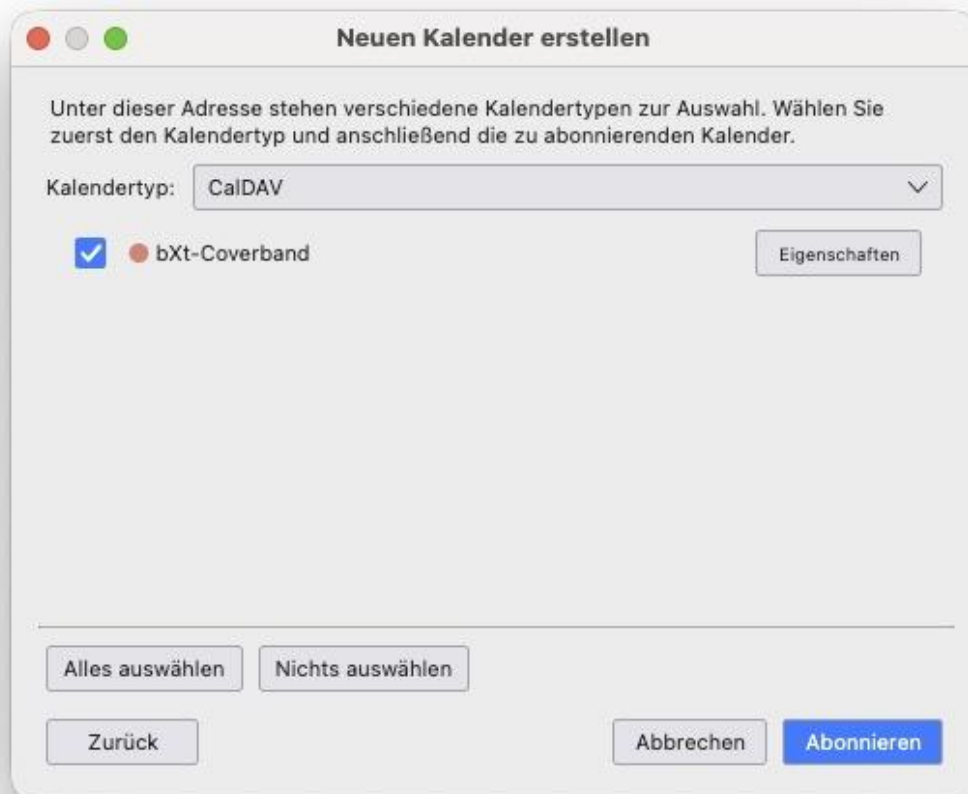 Neuen Kalender erstellen
Unter dieser Adresse stehen verschiedene Kalendertypen zur Auswahl. Wählen Sie
zuerst den Kalendertyp und anschließend die zu abonnierenden Kalender.
Kalendertyp: CalDAV
bXt-Coverband Eigenschaften
Alles auswählen Nichts auswählen
Zurück Abbrechen Abonnieren